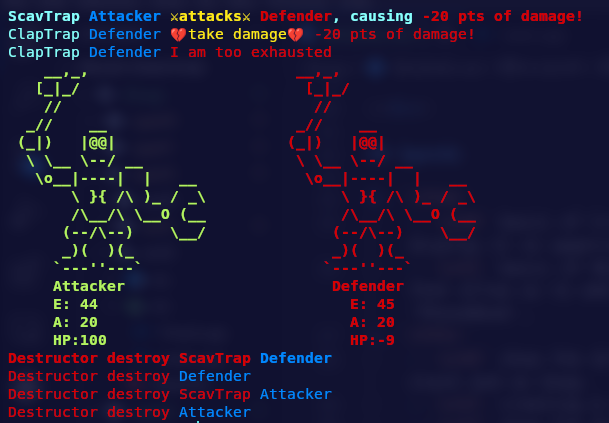 ScavTrap Attacker ⚔attacks⚔ Defender, causing -20 pts of damage!
ClapTrap Defender 💔take damage💔 -20 pts of damage!
ClapTrap Defender I am too exhausted
Attacker Defender
E: 44 E: 45
A: 20 A: 20
HP:100 HP:-9
Destructor destroy ScavTrap Defender
Destructor destroy Defender
Destructor destroy ScavTrap Attacker
Destructor destroy Attacker